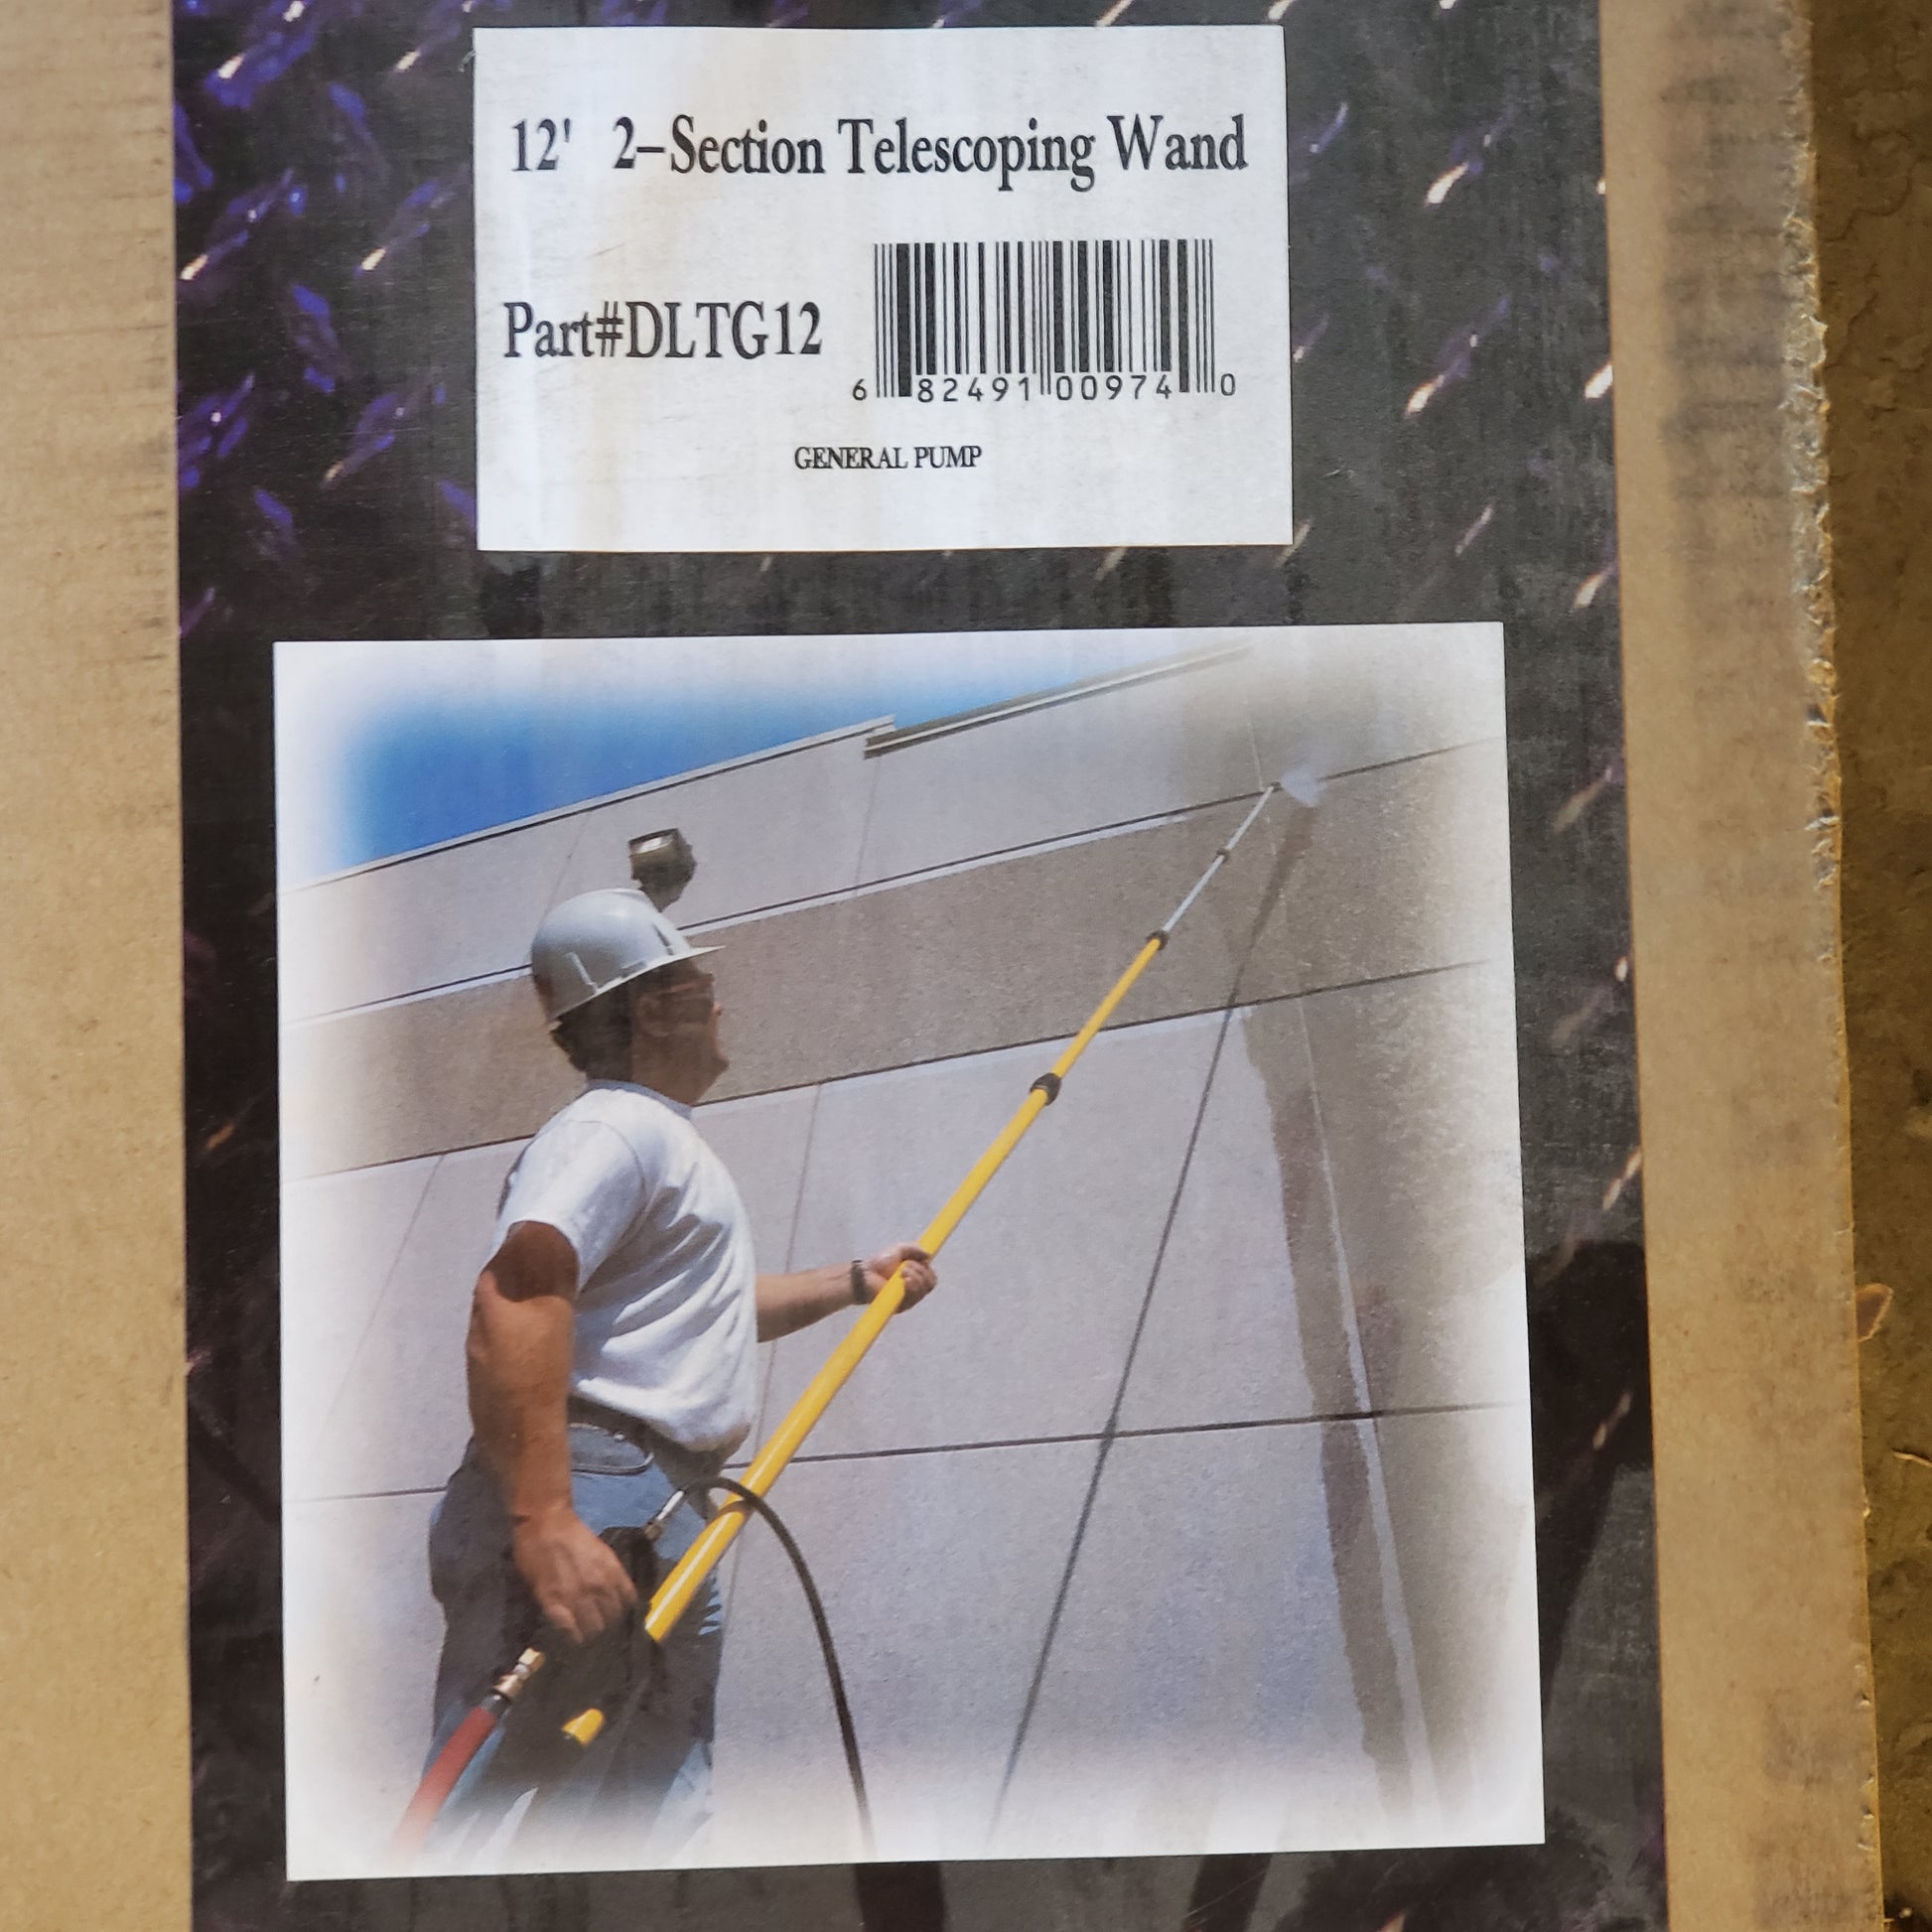 12' 2-Section Telescoping Wand
Part#DLTG12
6 82491 00974 0
GENERAL PUMP